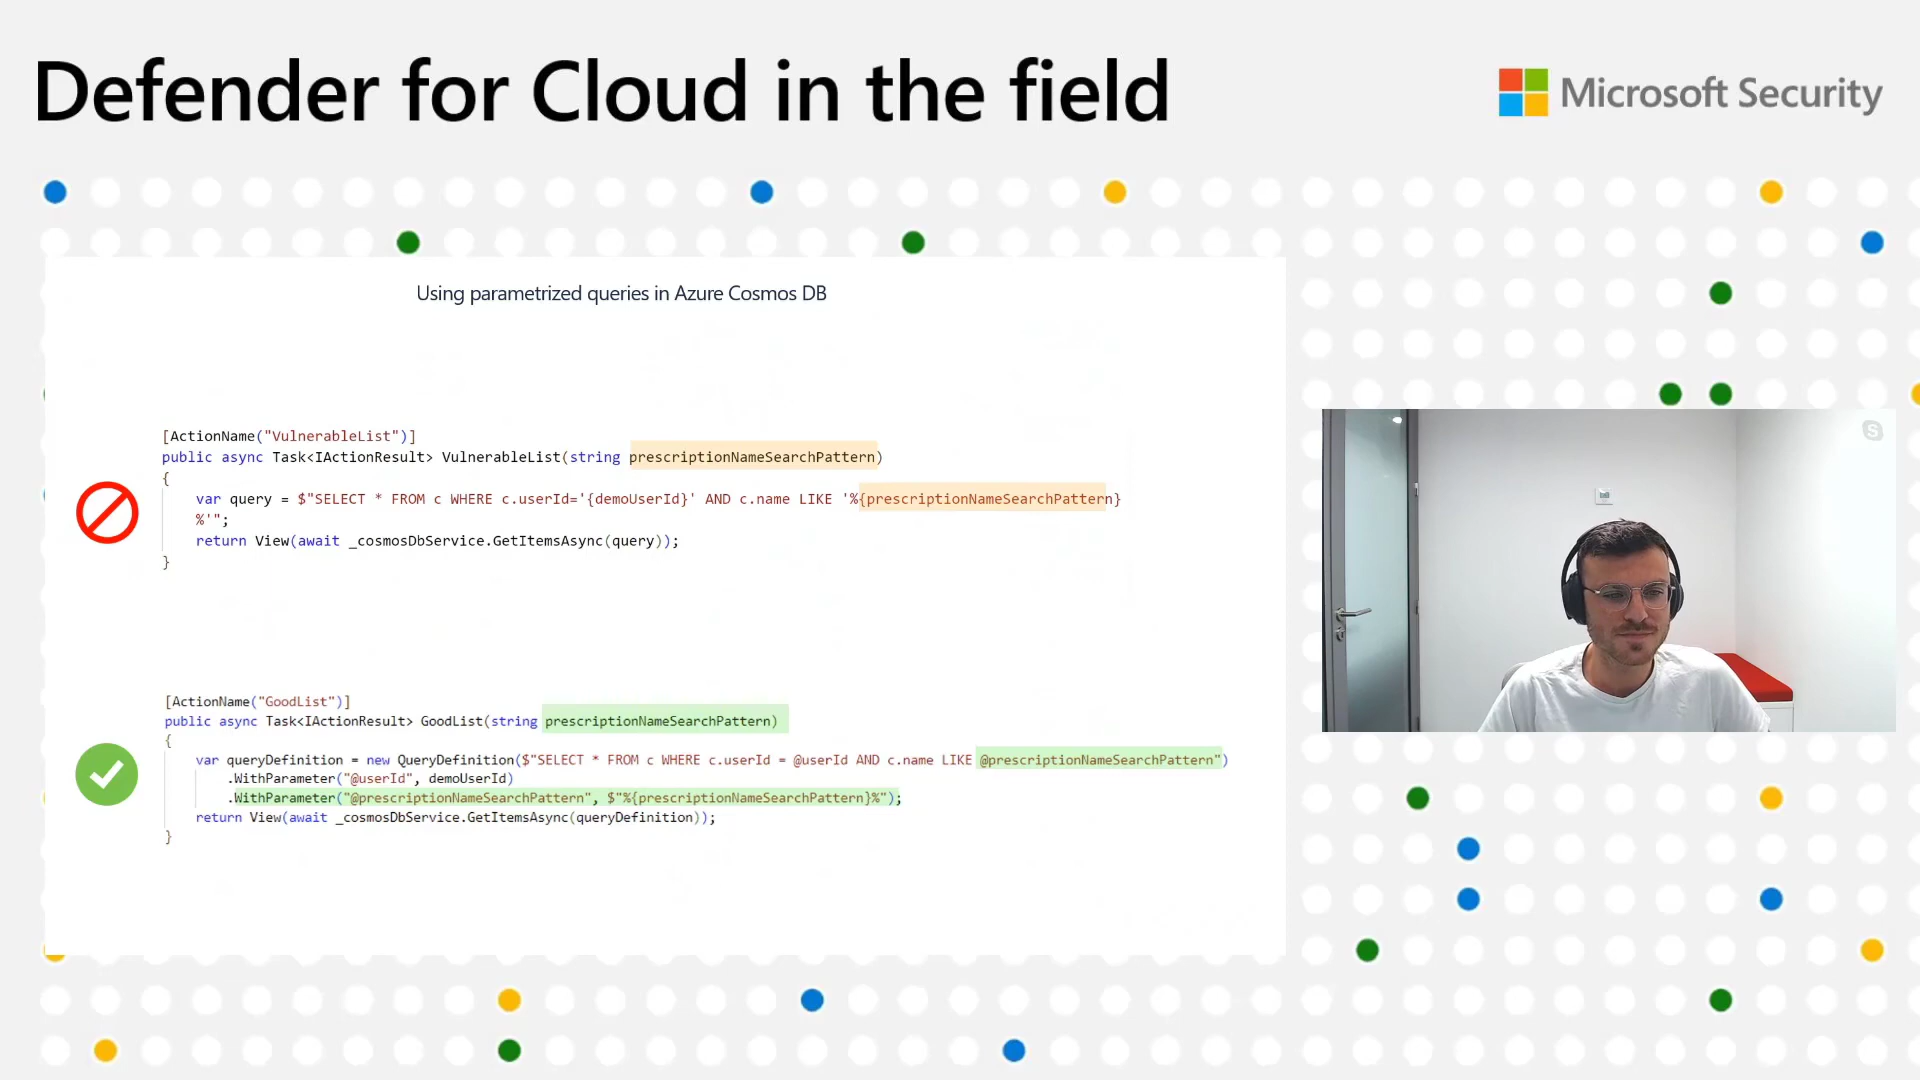 Defender for Cloud in the field
Microsoft Security
Using parametrized queries in Azure Cosmos DB
[ActionName("VulnerableList")]
public async Task<IActionResult> VulnerableList(string prescriptionNameSearchPattern)
{
var query = $"SELECT * FROM c WHERE c.userId='{demoUserId}' AND c.name LIKE '%{prescriptionNameSearchPattern}
%'";
return View(await _cosmosDbService.GetItemsAsync(query));
}
[ActionName("GoodList")]
public async Task<IActionResult> GoodList(string prescriptionNameSearchPattern)
{
var queryDefinition = new QueryDefinition($"SELECT * FROM c WHERE c.userId = @userId AND c.name LIKE @prescriptionNameSearchPattern")
.WithParameter("@userId", demoUserId)
.WithParameter("@prescriptionNameSearchPattern", $"%{prescriptionNameSearchPattern}%");
return View(await _cosmosDbService.GetItemsAsync(queryDefinition));
}
S